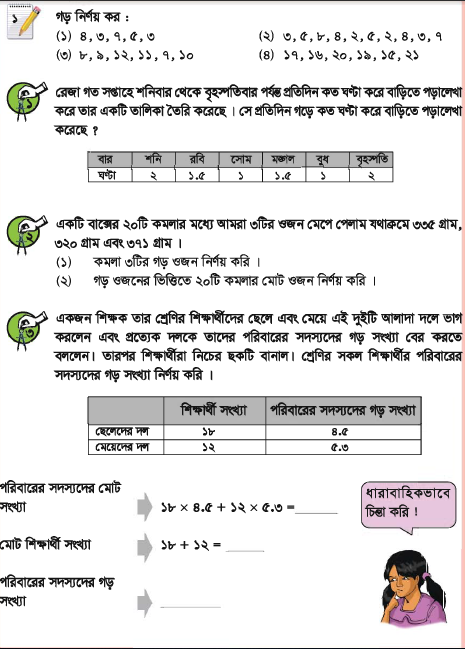 ১
গড় নির্ণয় কর :
(১) ৪, ৩, ৭, ৫, ৩
(২) ৩, ৫, ৮, ৪, ২, ৫, ২, ৪, ৩, ৭
(৩) ৮, ৯, ১২, ১১, ৭, ১০
(৪) ১৭, ১৬, ২০, ১৯, ১৫, ২১
১
রেজা গত সপ্তাহে শনিবার থেকে বৃহস্পতিবার পর্যন্ত প্রতিদিন কত ঘণ্টা করে বাড়িতে পড়ালেখা
করে তার একটি তালিকা তৈরি করেছে । সে প্রতিদিন গড়ে কত ঘণ্টা করে বাড়িতে পড়ালেখা
করেছে ?
বার শনি রবি সোম মঙ্গল বুধ বৃহস্পতি
ঘণ্টা ২ ১.৫ ১ ১.৫ ১ ২
২
একটি বাক্সের ২০টি কমলার মধ্যে আমরা ৩টির ওজন মেপে পেলাম যথাক্রমে ৩৩৫ গ্রাম,
৩২০ গ্রাম এবং ৩৭১ গ্রাম ।
(১) কমলা ৩টির গড় ওজন নির্ণয় করি ।
(২) গড় ওজনের ভিত্তিতে ২০টি কমলার মোট ওজন নির্ণয় করি ।
৩
একজন শিক্ষক তার শ্রেণির শিক্ষার্থীদের ছেলে এবং মেয়ে এই দুইটি আলাদা দলে ভাগ
করলেন এবং প্রত্যেক দলকে তাদের পরিবারের সদস্যদের গড় সংখ্যা বের করতে
বললেন। তারপর শিক্ষার্থীরা নিচের ছকটি বানাল। শ্রেণির সকল শিক্ষার্থীর পরিবারের
সদস্যদের গড় সংখ্যা নির্ণয় করি ।
শিক্ষার্থী সংখ্যা পরিবারের সদস্যদের গড় সংখ্যা
ছেলেদের দল ১৮ ৪.৫
মেয়েদের দল ১২ ৫.৩
পরিবারের সদস্যদের মোট
সংখ্যা
১৮ × ৪.৫ + ১২ × ৫.৩ =______
মোট শিক্ষার্থী সংখ্যা
১৮ + ১২ = ______
পরিবারের সদস্যদের গড়
সংখ্যা
________
ধারাবাহিকভাবে
চিন্তা করি !